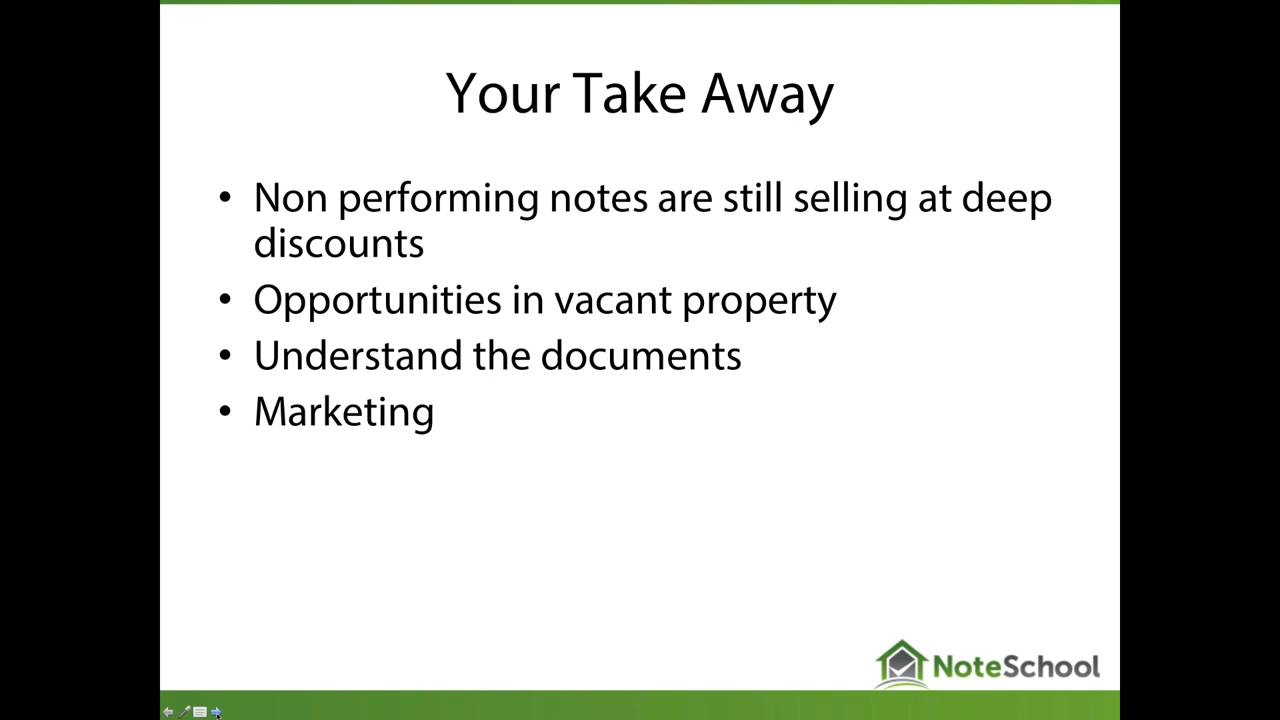 Your Take Away
• Non performing notes are still selling at deep
discounts
• Opportunities in vacant property
• Understand the documents
• Marketing
NoteSchool